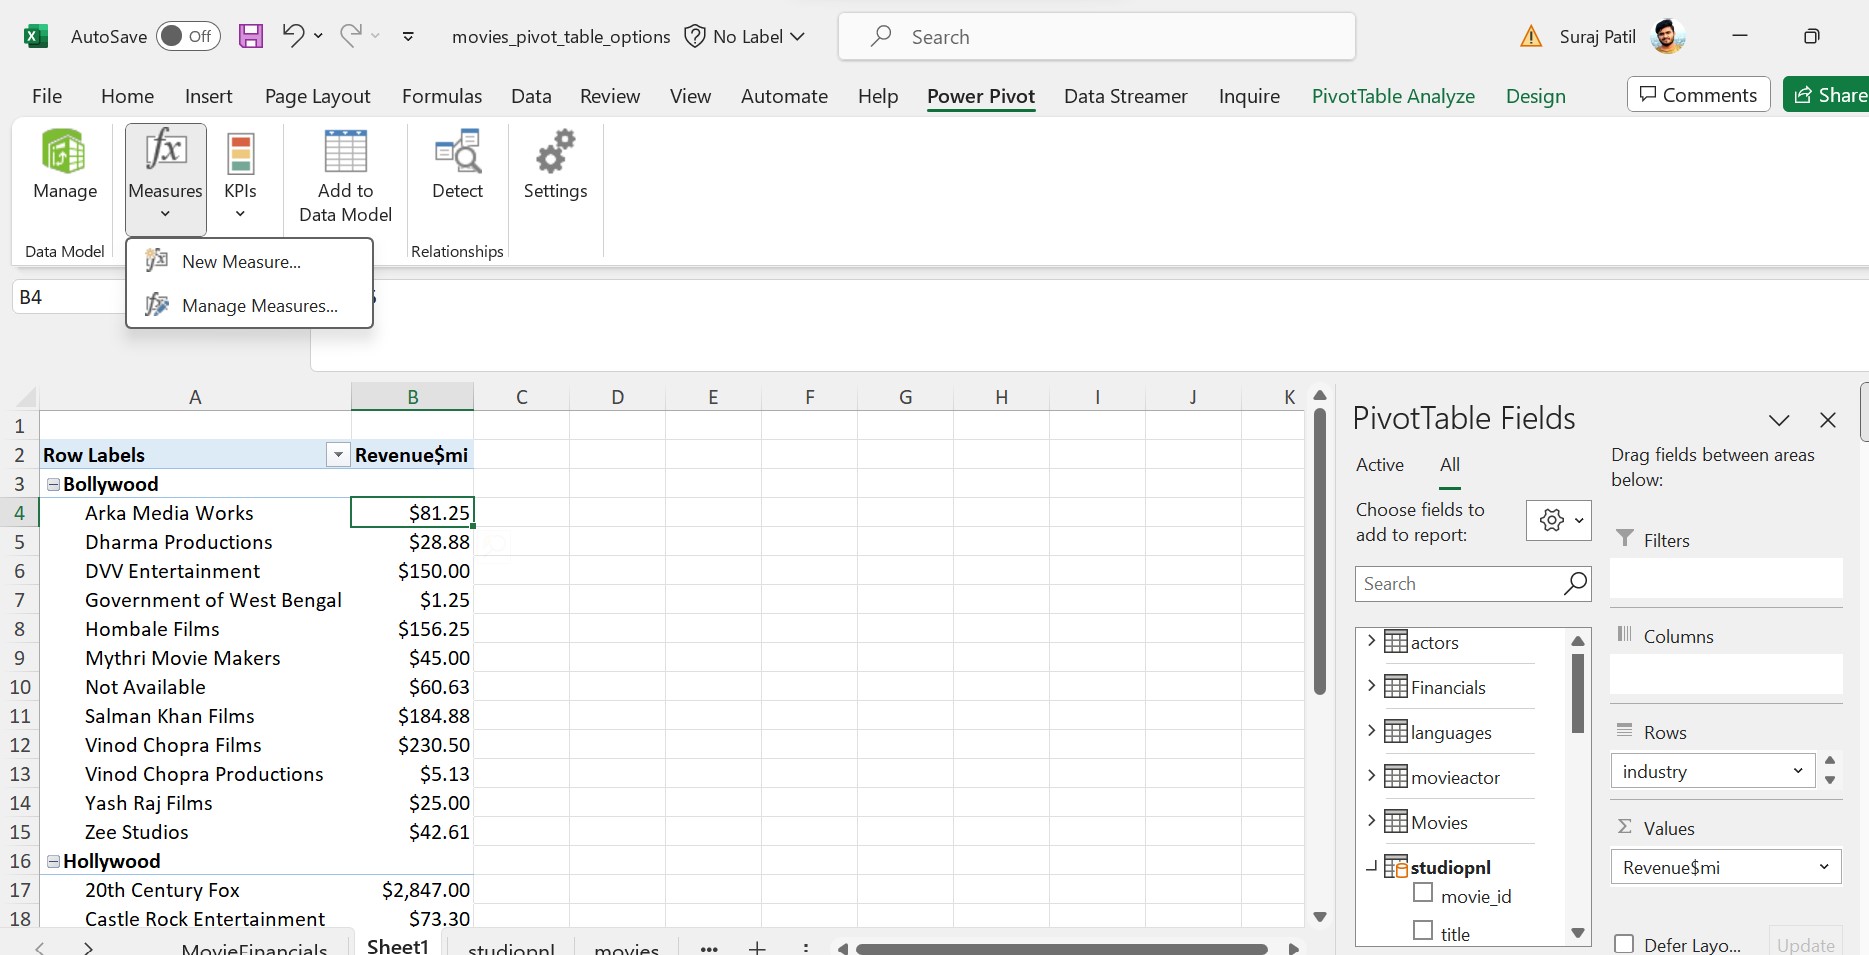 AutoSave Off movies_pivot_table_options No Label Search Suraj Patil
File Home Insert Page Layout Formulas Data Review View Automate Help Power Pivot Data Streamer Inquire PivotTable Analyze Design Comments Share
Manage Measures KPIs Add to Data Model Detect Settings
Data Model Relationships
New Measure...
Manage Measures...
B4
A B C D E F G H I J K
1
2 Row Labels Revenue$mi
3 Bollywood
4 Arka Media Works $81.25
5 Dharma Productions $28.88
6 DVV Entertainment $150.00
7 Government of West Bengal $1.25
8 Hombale Films $156.25
9 Mythri Movie Makers $45.00
10 Not Available $60.63
11 Salman Khan Films $184.88
12 Vinod Chopra Films $230.50
13 Vinod Chopra Productions $5.13
14 Yash Raj Films $25.00
15 Zee Studios $42.61
16 Hollywood
17 20th Century Fox $2,847.00
18 Castle Rock Entertainment $73.30
MovieFinancials Sheet1 studiopnl movies
PivotTable Fields
Active All
Choose fields to
add to report:
Search
actors
Financials
languages
movieactor
Movies
studiopnl
movie_id
title
Drag fields between areas
below:
Filters
Columns
Rows
industry
Σ Values
Revenue$mi
Defer Layo... Update